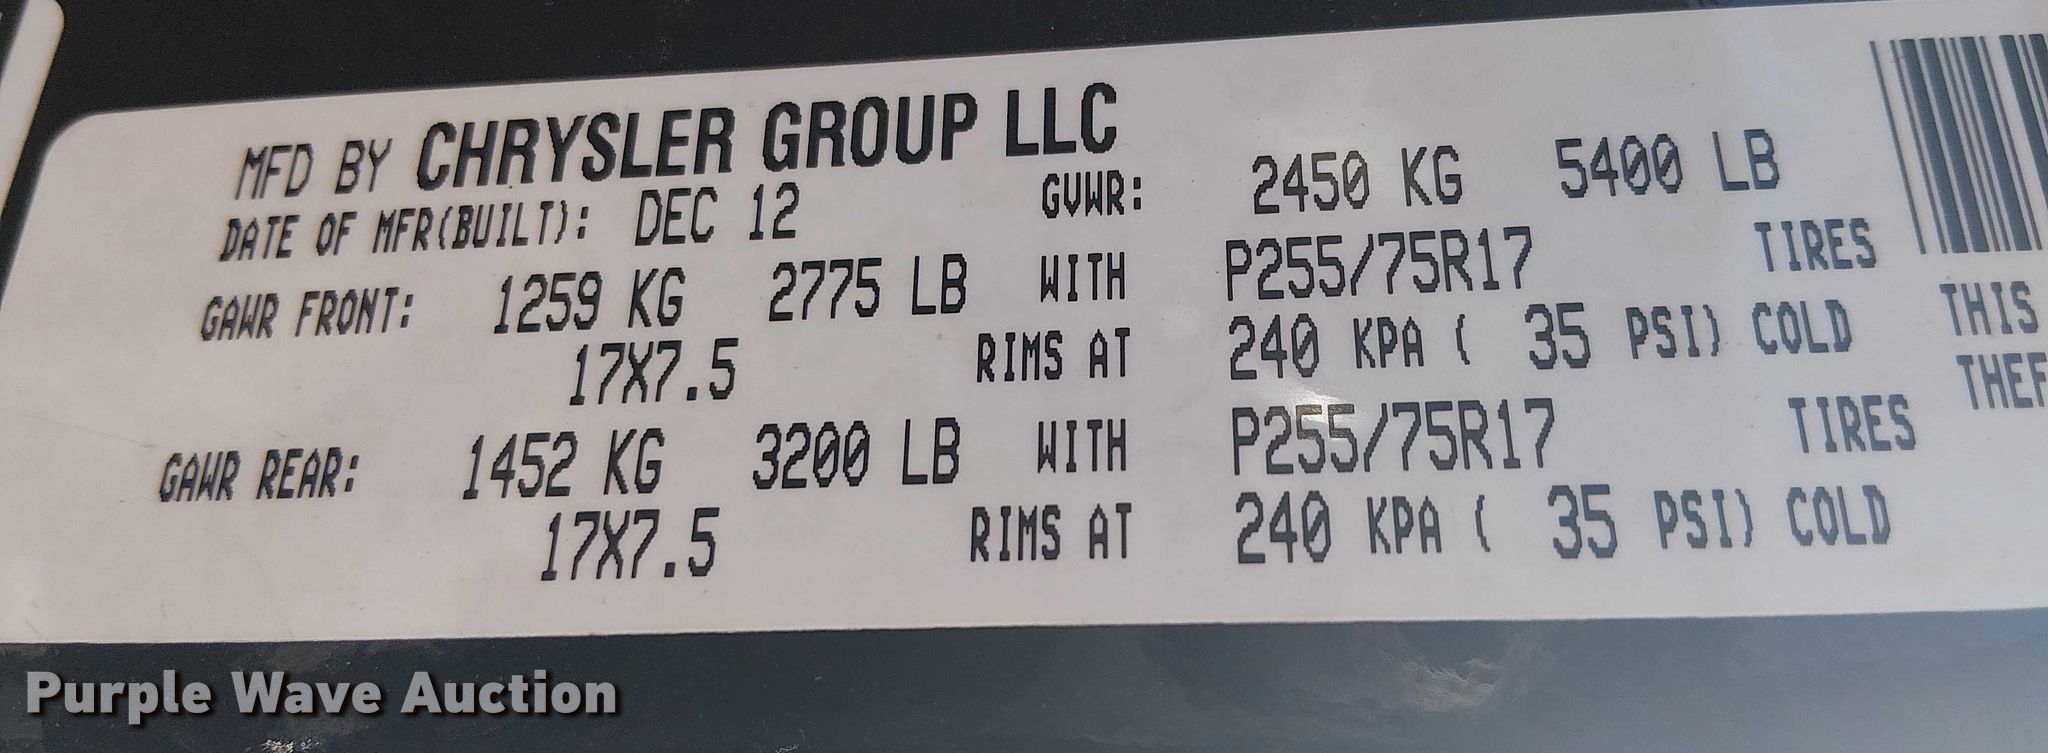 MFD BY CHRYSLER GROUP LLC
DATE OF MFR(BUILT): DEC 12 GVWR: 2450 KG 5400 LB
GAWR FRONT: 1259 KG 2775 LB WITH P255/75R17 TIRES
17X7.5 RIMS AT 240 KPA ( 35 PSI) COLD
GAWR REAR: 1452 KG 3200 LB WITH P255/75R17 TIRES
17X7.5 RIMS AT 240 KPA ( 35 PSI) COLD
THIS
THEF
Purple Wave Auction